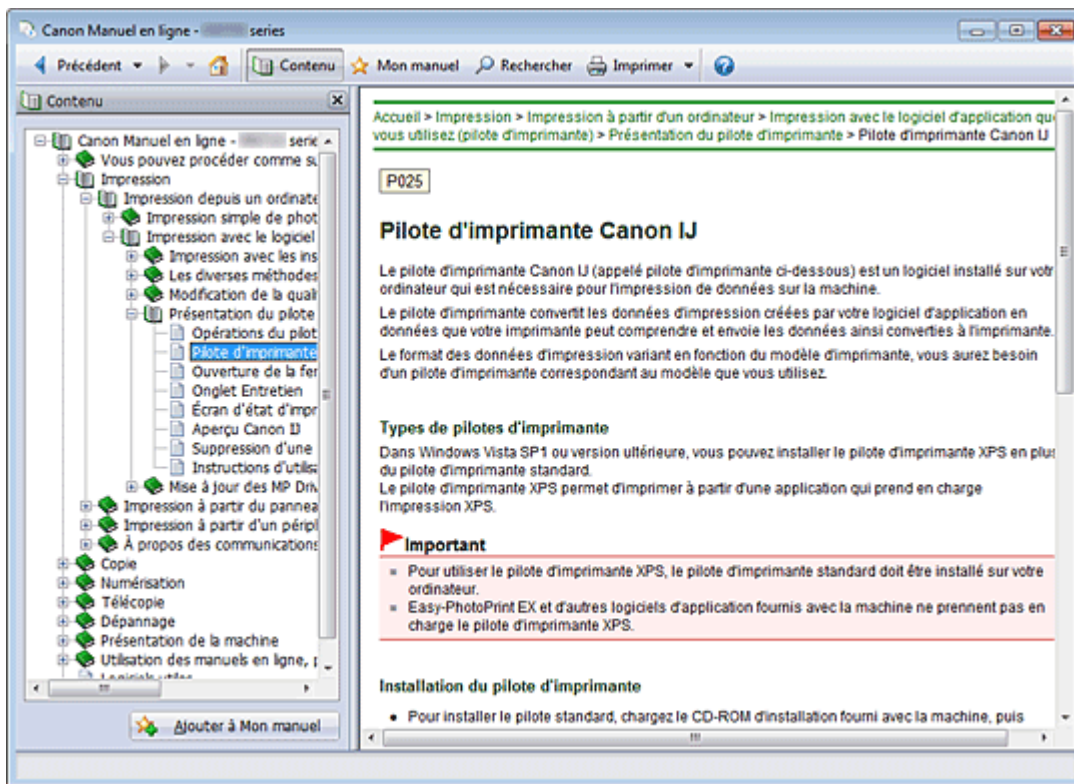 Canon Manuel en ligne - series
Précédent
Contenu
Mon manuel
Rechercher
Imprimer
Contenu
Canon Manuel en ligne - serie
Vous pouvez procéder comme su
Impression
Impression depuis un ordinate
Impression simple de phot
Impression avec le logiciel
Impression avec les ins
Les diverses méthodes
Modification de la quali
Présentation du pilote
Opérations du pilot
Pilote d'imprimante
Ouverture de la fer
Onglet Entretien
Écran d'état d'impr
Aperçu Canon IJ
Suppression d'une
Instructions d'utilisa
Mise à jour des MP Driv
Impression à partir du pannea
Impression à partir d'un périph
À propos des communications
Copie
Numérisation
Télécopie
Dépannage
Présentation de la machine
Utilisation des manuels en ligne, p
Logiciels utiles
Ajouter à Mon manuel
Accueil > Impression > Impression à partir d'un ordinateur > Impression avec le logiciel d'application que
vous utilisez (pilote d'imprimante) > Présentation du pilote d'imprimante > Pilote d'imprimante Canon IJ
P025
Pilote d'imprimante Canon IJ
Le pilote d'imprimante Canon IJ (appelé pilote d'imprimante ci-dessous) est un logiciel installé sur votr
ordinateur qui est nécessaire pour l'impression de données sur la machine.
Le pilote d'imprimante convertit les données d'impression créées par votre logiciel d'application en
données que votre imprimante peut comprendre et envoie les données ainsi converties à l'imprimante.
Le format des données d'impression variant en fonction du modèle d'imprimante, vous aurez besoin
d'un pilote d'imprimante correspondant au modèle que vous utilisez.
Types de pilotes d'imprimante
Dans Windows Vista SP1 ou version ultérieure, vous pouvez installer le pilote d'imprimante XPS en plus
du pilote d'imprimante standard.
Le pilote d'imprimante XPS permet d'imprimer à partir d'une application qui prend en charge
l'impression XPS.
Important
Pour utiliser le pilote d'imprimante XPS, le pilote d'imprimante standard doit être installé sur votre
ordinateur.
Easy-PhotoPrint EX et d'autres logiciels d'application fournis avec la machine ne prennent pas en
charge le pilote d'imprimante XPS.
Installation du pilote d'imprimante
Pour installer le pilote standard, chargez le CD-ROM d'installation fourni avec la machine, puis